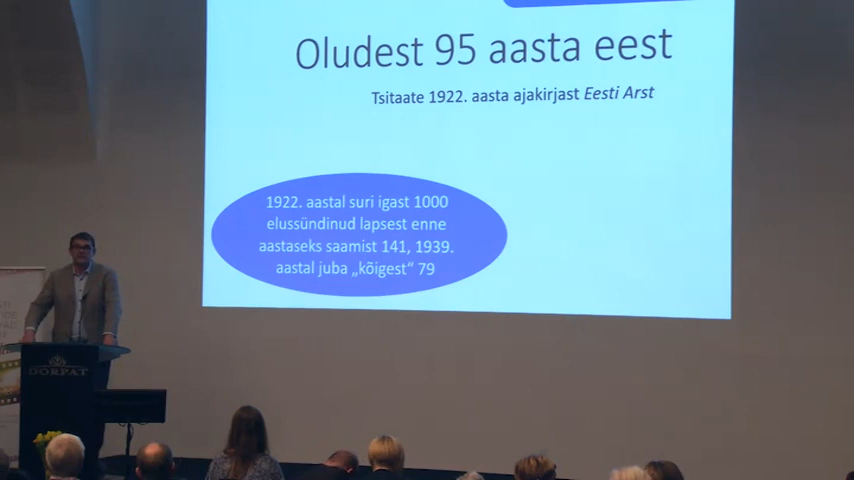 Oludest 95 aasta eest
Tsitaate 1922. aasta ajakirjast Eesti Arst
1922. aastal suri igast 1000
elussündinud lapsest enne
aastaseks saamist 141, 1939.
aastal juba „kõigest“ 79
DORPAT